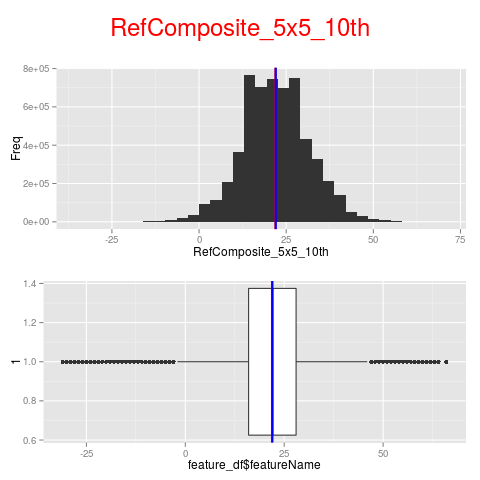 RefComposite_5x5_10th
8e+05
6e+05
4e+05
2e+05
0e+00
Freq
-25
0
25
50
75
RefComposite_5x5_10th
1.4
1.2
1.0
0.8
0.6
1
-25
0
25
50
feature_df$featureName